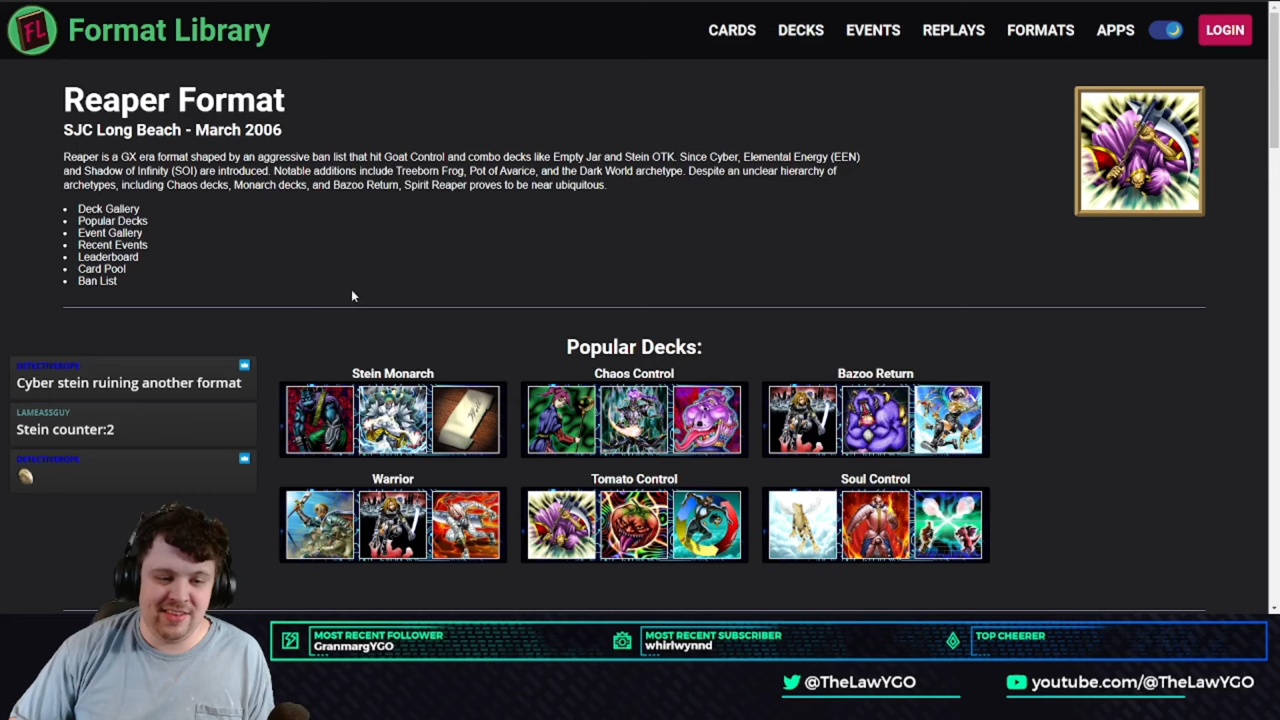 FL Format Library
CARDS DECKS EVENTS REPLAYS FORMATS APPS LOGIN
Reaper Format
SJC Long Beach - March 2006
Reaper is a GX era format shaped by an aggressive ban list that hit Goat Control and combo decks like Empty Jar and Stein OTK. Since Cyber, Elemental Energy (EEN)
and Shadow of Infinity (SOI) are introduced. Notable additions include Treeborn Frog, Pot of Avarice, and the Dark World archetype. Despite an unclear hierarchy of
archetypes, including Chaos decks, Monarch decks, and Bazoo Return, Spirit Reaper proves to be near ubiquitous.
Deck Gallery
Popular Decks
Event Gallery
Recent Events
Leaderboard
Card Pool
Ban List
Popular Decks:
Stein Monarch
Chaos Control
Bazoo Return
Warrior
Tomato Control
Soul Control
Cyber stein ruining another format
LAMEASSGUY
Stein counter:2
MOST RECENT FOLLOWER
GranmargYGO
MOST RECENT SUBSCRIBER
whirlwynnd
TOP CHEERER
@TheLawYGO
youtube.com/@TheLawYGO